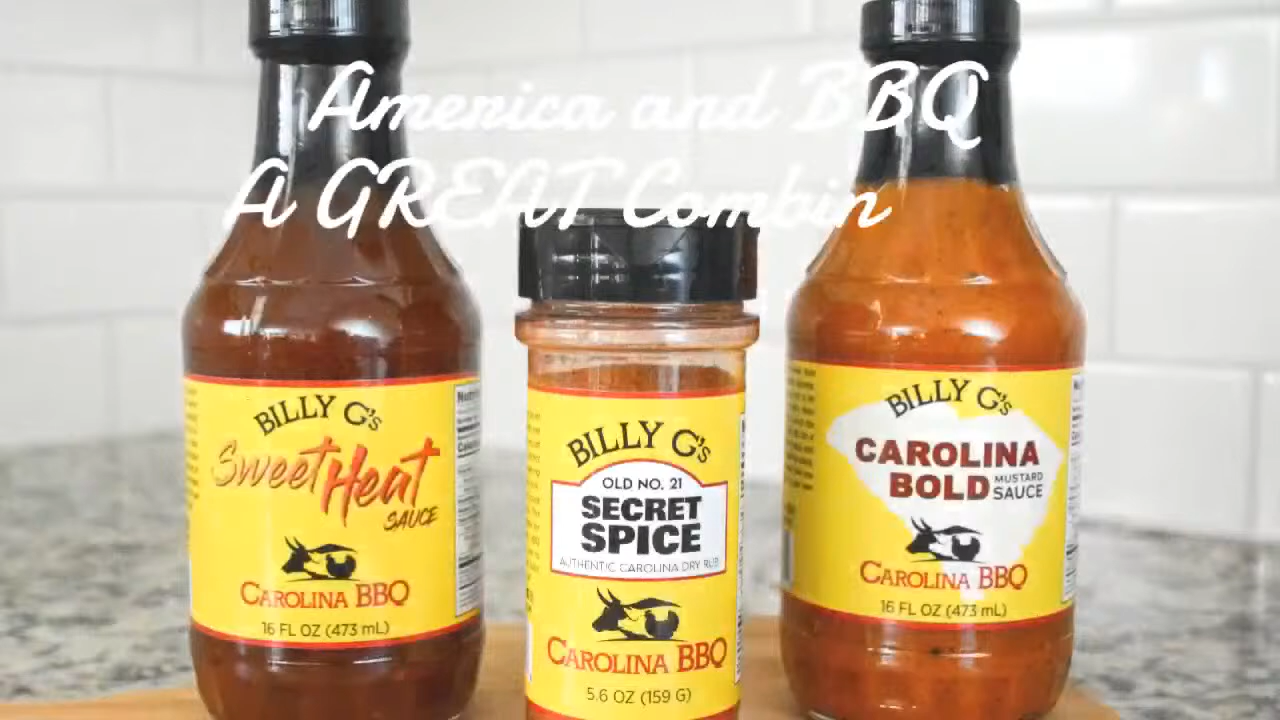 America and BBQ
A GREAT Combin
BILLY G's
Sweet Heat
SAUCE
CAROLINA BBQ
16 FL OZ (473 mL)
BILLY G's
OLD NO. 21
SECRET
SPICE
AUTHENTIC CAROLINA DRY RUB
CAROLINA BBQ
5.6 OZ (159 G)
BILLY G's
CAROLINA
BOLD MUSTARD SAUCE
CAROLINA BBQ
16 FL OZ (473 mL)